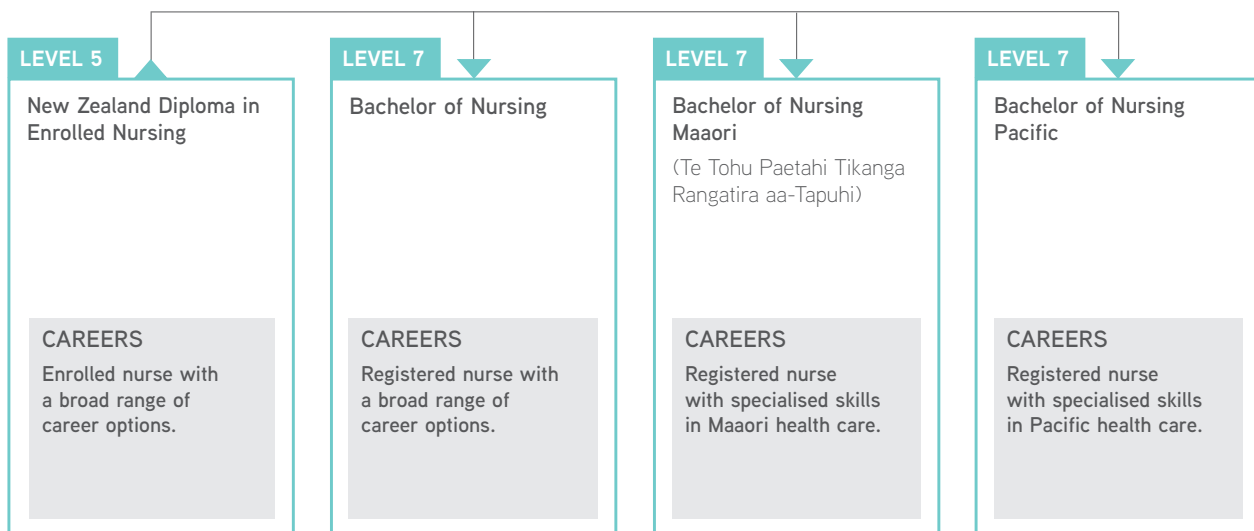 LEVEL 5
New Zealand Diploma in
Enrolled Nursing
CAREERS
Enrolled nurse with
a broad range of
career options.
LEVEL 7
Bachelor of Nursing
CAREERS
Registered nurse with
a broad range of
career options.
LEVEL 7
Bachelor of Nursing
Maaori
(Te Tohu Paetahi Tikanga
Rangatira aa-Tapuhi)
CAREERS
Registered nurse
with specialised skills
in Maaori health care.
LEVEL 7
Bachelor of Nursing
Pacific
CAREERS
Registered nurse
with specialised skills
in Pacific health care.